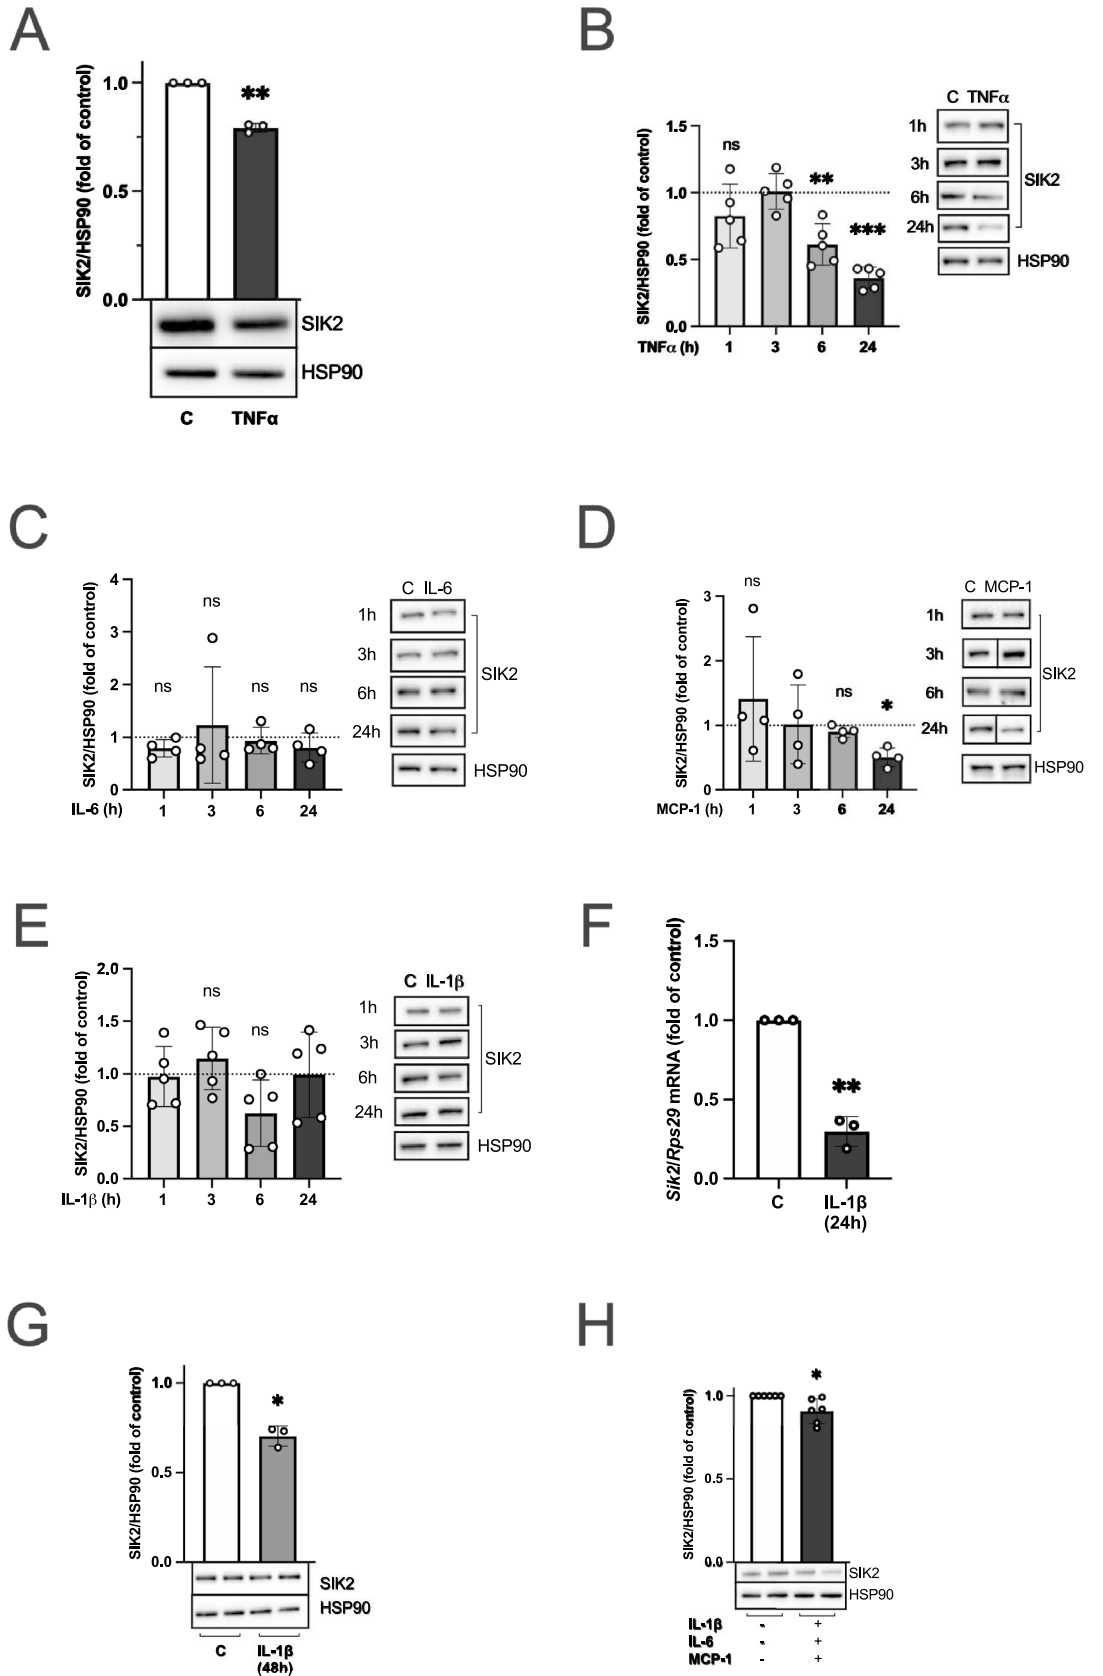 A
SIK2/HSP90 (fold of control)
1.0
0.5
0.0
**
SIK2
HSP90
C TNFα
B
SIK2/HSP90 (fold of control)
1.5
1.0
0.5
0.0
ns
**
***
TNFα (h) 1 3 6 24
C TNFα
1h
3h
6h
24h
SIK2
HSP90
C
SIK2/HSP90 (fold of control)
4
3
2
1
0
ns
ns
ns
ns
IL-6 (h) 1 3 6 24
C IL-6
1h
3h
6h
24h
SIK2
HSP90
D
SIK2/HSP90 (fold of control)
3
2
1
0
ns
ns
*
MCP-1 (h) 1 3 6 24
C MCP-1
1h
3h
6h
24h
SIK2
HSP90
E
SIK2/HSP90 (fold of control)
2.0
1.5
1.0
0.5
0.0
ns
ns
IL-1β (h) 1 3 6 24
C IL-1β
1h
3h
6h
24h
SIK2
HSP90
F
Sik2/Rps29 mRNA (fold of control)
1.5
1.0
0.5
0.0
**
C IL-1β
(24h)
G
SIK2/HSP90 (fold of control)
1.0
0.5
0.0
*
SIK2
HSP90
C IL-1β
(48h)
H
SIK2/HSP90 (fold of control)
1.0
0.5
0.0
*
SIK2
HSP90
IL-1β - +
IL-6 - +
MCP-1 - +